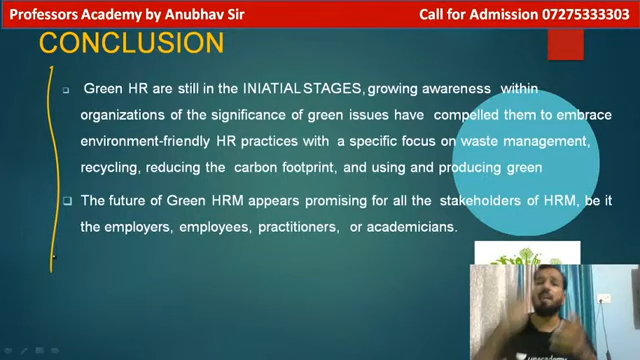 Professors Academy by Anubhav Sir Call for Admission 07275333303
CONCLUSION
Green HR are still in the INIATIAL STAGES, growing awareness within
organizations of the significance of green issues have compelled them to embrace
environment-friendly HR practices with a specific focus on waste management,
recycling, reducing the carbon footprint, and using and producing green
The future of Green HRM appears promising for all the stakeholders of HRM, be it
the employers, employees, practitioners, or academicians.
unacademy